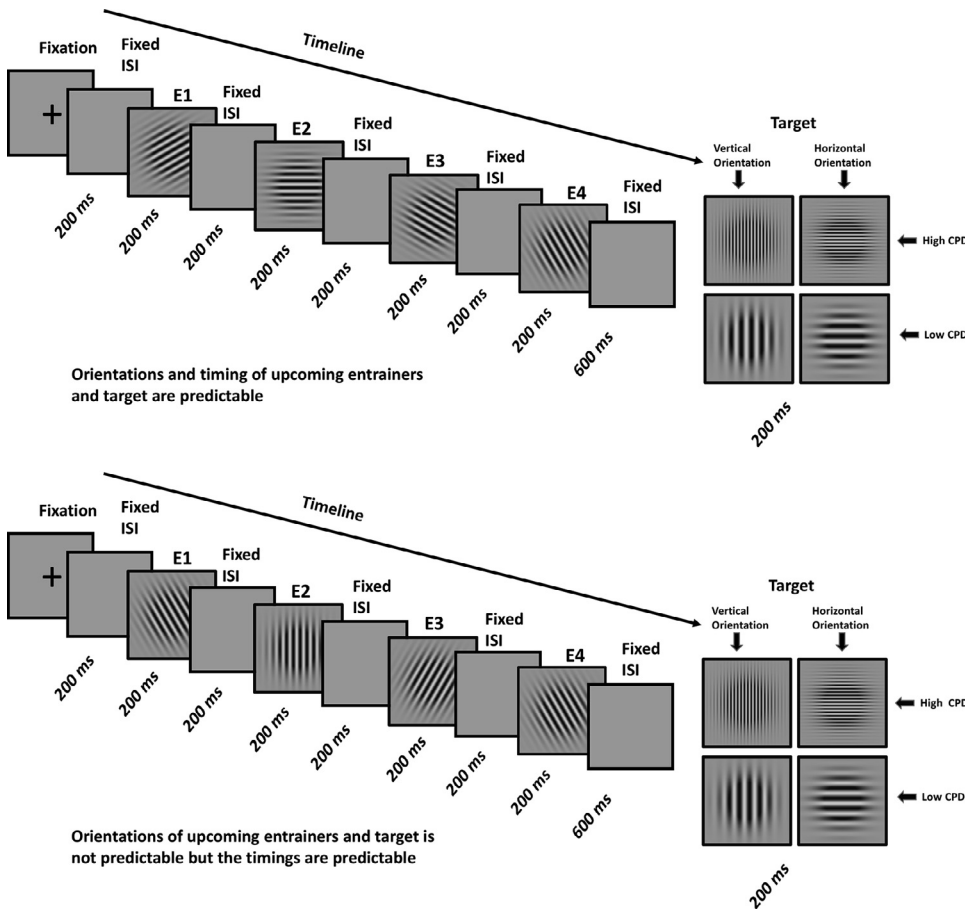 Timeline
Fixation
Fixed
ISI
E1
Fixed
ISI
E2
Fixed
ISI
E3
Fixed
ISI
E4
Fixed
ISI
200 ms
200 ms
200 ms
200 ms
200 ms
200 ms
200 ms
200 ms
600 ms
Target
Vertical
Orientation
Horizontal
Orientation
High CPD
Low CPD
200 ms
Orientations and timing of upcoming entrainers
and target are predictable
Timeline
Fixation
Fixed
ISI
E1
Fixed
ISI
E2
Fixed
ISI
E3
Fixed
ISI
E4
Fixed
ISI
200 ms
200 ms
200 ms
200 ms
200 ms
200 ms
200 ms
200 ms
600 ms
Target
Vertical
Orientation
Horizontal
Orientation
High CPD
Low CPD
200 ms
Orientations of upcoming entrainers and target is
not predictable but the timings are predictable